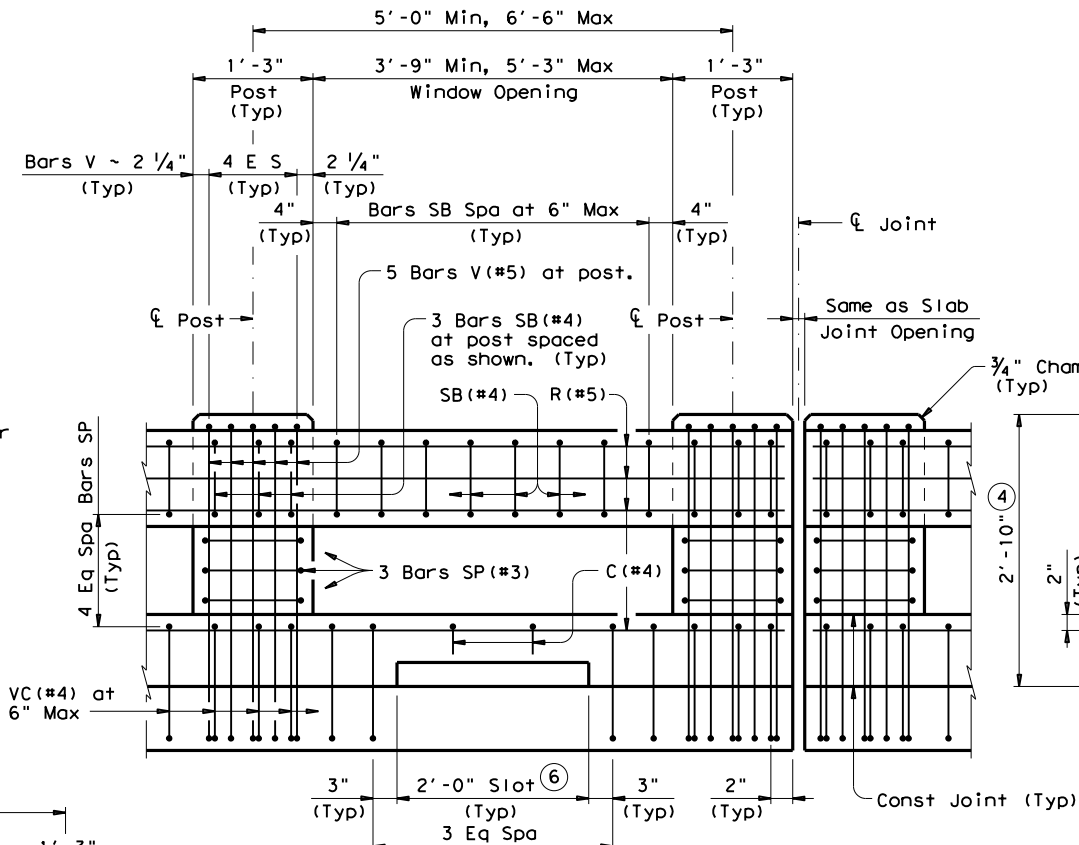 5'-0" Min, 6'-6" Max
1'-3"
Post
(Typ)
3'-9" Min, 5'-3" Max
Window Opening
1'-3"
Post
(Typ)
Bars V ~ 2 1/4"
(Typ)
4 E S
(Typ)
2 1/4"
(Typ)
4"
(Typ)
Bars SB Spa at 6" Max
(Typ)
4"
(Typ)
℄ Joint
5 Bars V(#5) at post.
℄ Post
3 Bars SB(#4)
at post spaced
as shown. (Typ)
℄ Post
Same as Slab
Joint Opening
SB(#4)
R(#5)
3/4" Cham
(Typ)
r
4 Eq Spa Bars SP
(Typ)
3 Bars SP(#3)
C(#4)
2'-10" 4
2"
(Typ)
VC(#4) at
6" Max
3"
(Typ)
2'-0" Slot 6
(Typ)
3"
(Typ)
2"
(Typ)
Const Joint (Typ)
3 Eq Spa
1'-3"